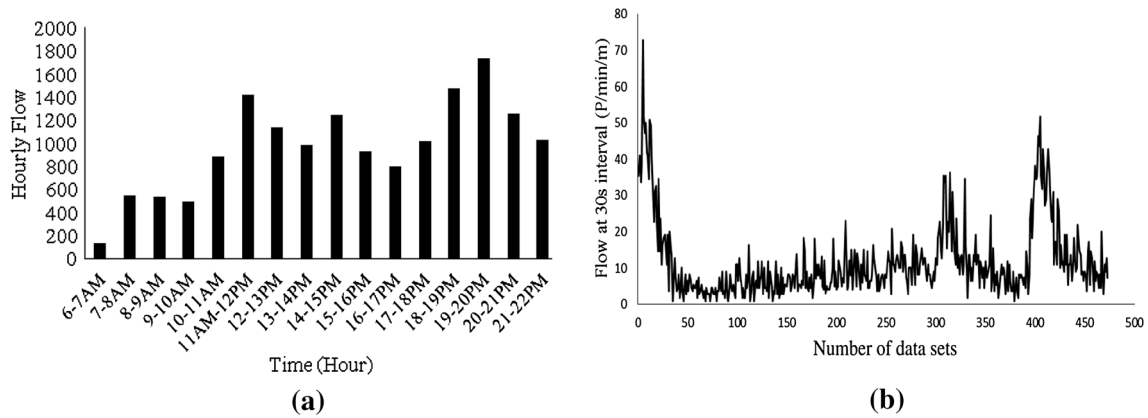 2000
1800
1600
1400
1200
1000
800
600
400
200
0
Hourly Flow
6-7AM
7-8AM
8-9AM
9-10AM
10-11AM
11AM-12PM
12-13PM
13-14PM
14-15PM
15-16PM
16-17PM
17-18PM
18-19PM
19-20PM
20-21PM
21-22PM
Time (Hour)
(a)
80
70
60
50
40
30
20
10
0
Flow at 30s interval (P/min/m)
0 50 100 150 200 250 300 350 400 450 500
Number of data sets
(b)